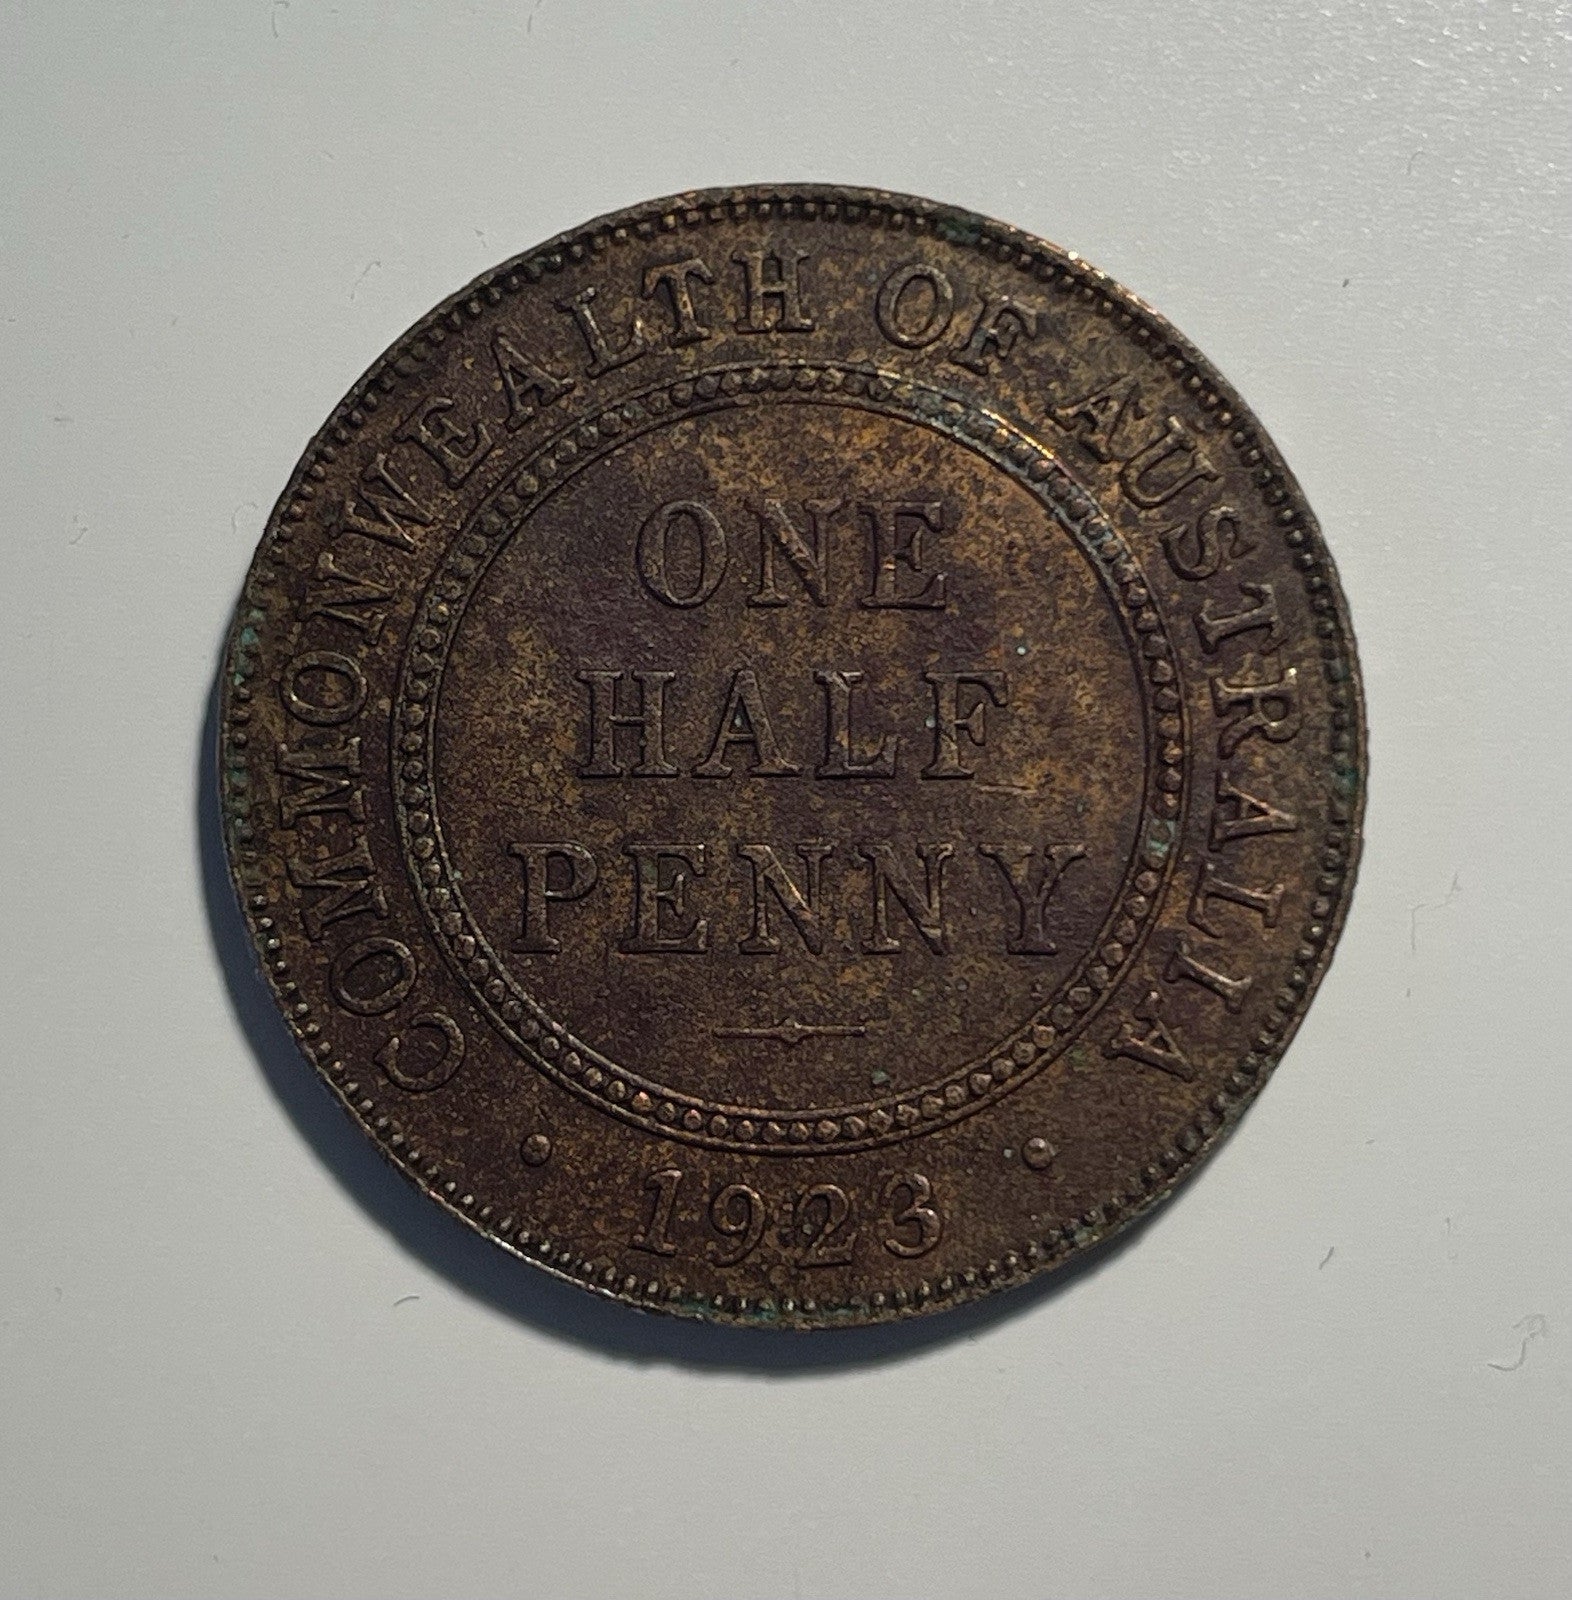 COMMONWEALTH OF AUSTRALIA
ONE
HALF
PENNY
1923